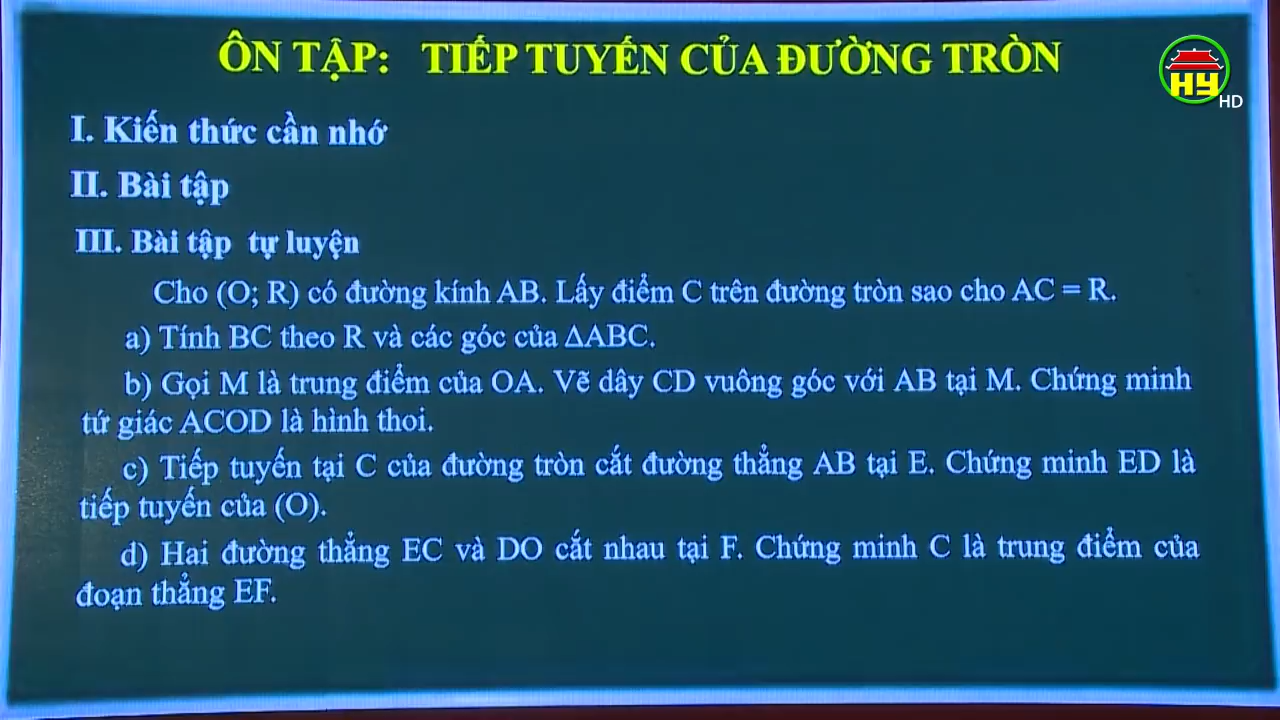 ÔN TẬP: TIẾP TUYẾN CỦA ĐƯỜNG TRÒN
HY
HD
I. Kiến thức cần nhớ
II. Bài tập
III. Bài tập tự luyện
Cho (O; R) có đường kính AB. Lấy điểm C trên đường tròn sao cho AC = R.
a) Tính BC theo R và các góc của ΔABC.
b) Gọi M là trung điểm của OA. Vẽ dây CD vuông góc với AB tại M. Chứng minh
tứ giác ACOD là hình thoi.
c) Tiếp tuyến tại C của đường tròn cắt đường thẳng AB tại E. Chứng minh ED là
tiếp tuyến của (O).
d) Hai đường thẳng EC và DO cắt nhau tại F. Chứng minh C là trung điểm của
đoạn thẳng EF.